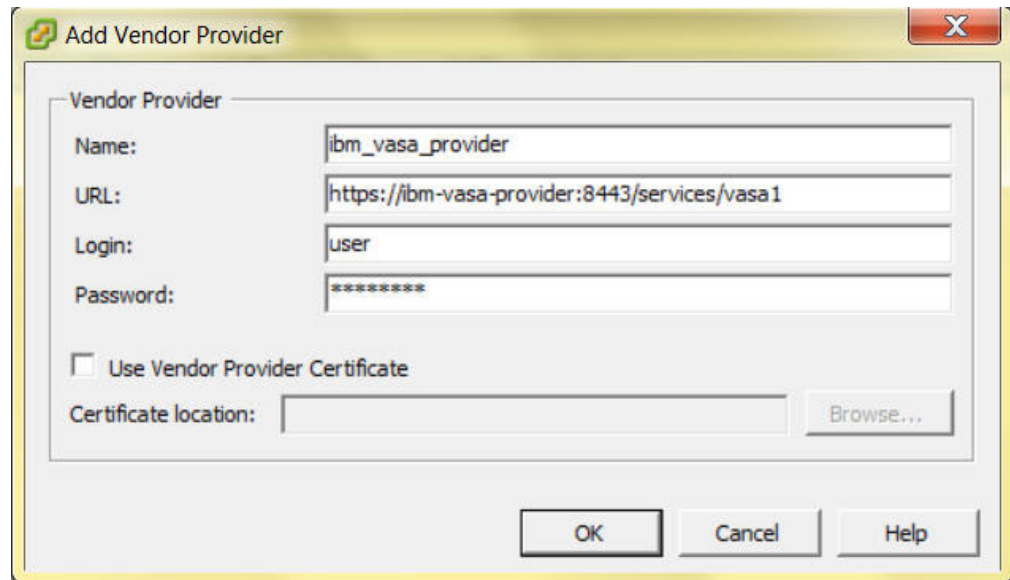 Add Vendor Provider
X
Vendor Provider
Name: ibm_vasa_provider
URL: https://ibm-vasa-provider:8443/services/vasa1
Login: user
Password: ********
Use Vendor Provider Certificate
Certificate location: Browse...
OK Cancel Help